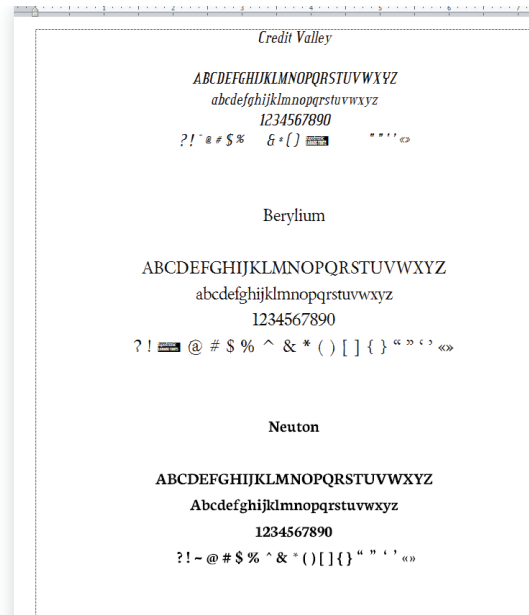 Credit Valley
ABCDEFGHIJKLMNOPQRSTUVWXYZ
abcdefghijklmnopqrstuvwxyz
1234567890
?!~@#$% &*() " " ' ' «»
Berylium
ABCDEFGHIJKLMNOPQRSTUVWXYZ
abcdefghijklmnopqrstuvwxyz
1234567890
? ! @ # $ % ^ & * ( ) [ ] { } “ ” ‘ ’ «»
Neuton
ABCDEFGHIJKLMNOPQRSTUVWXYZ
Abcdefghijklmnopqrstuvwxyz
1234567890
?!~@#$% ^& *()[]{} “ ” ‘ ’ «»